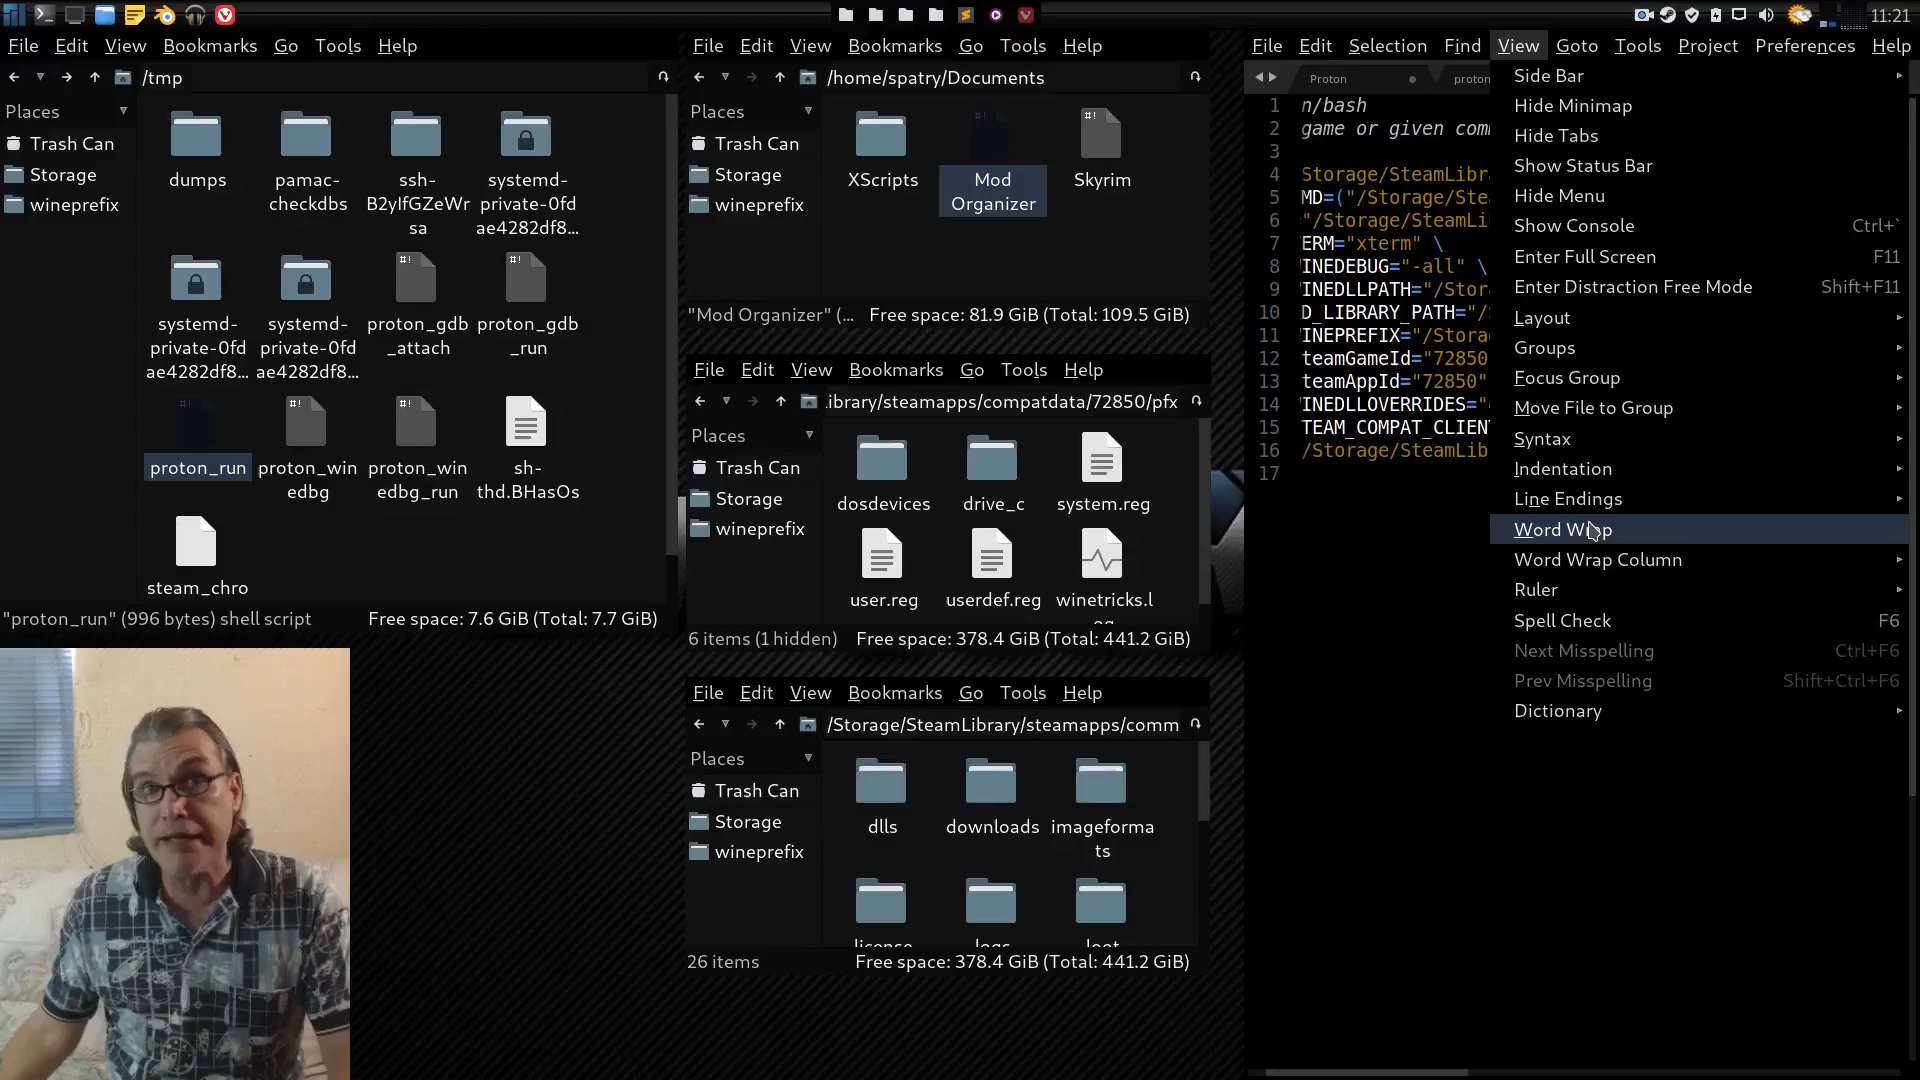 11:21
File Edit View Bookmarks Go Tools Help
/tmp
Places
Trash Can
Storage
wineprefix
dumps
pamac-
checkdbs
ssh-
B2yIfGZeWr
sa
systemd-
private-0fd
ae4282df8...
systemd-
private-0fd
ae4282df8...
systemd-
private-0fd
ae4282df8...
proton_gdb
_attach
proton_gdb
_run
proton_run
proton_win
edbg
proton_win
edbg_run
sh-
thd.BHasOs
steam_chro
"proton_run" (996 bytes) shell script
Free space: 7.6 GiB (Total: 7.7 GiB)
File Edit View Bookmarks Go Tools Help
/home/spatry/Documents
Places
Trash Can
Storage
wineprefix
XScripts
Mod
Organizer
Skyrim
"Mod Organizer" (...
Free space: 81.9 GiB (Total: 109.5 GiB)
File Edit View Bookmarks Go Tools Help
.ibrary/steamapps/compatdata/72850/pfx
Places
Trash Can
Storage
wineprefix
dosdevices
drive_c
system.reg
user.reg
userdef.reg
winetricks.l
og
6 items (1 hidden)
Free space: 378.4 GiB (Total: 441.2 GiB)
File Edit View Bookmarks Go Tools Help
/Storage/SteamLibrary/steamapps/comm
Places
Trash Can
Storage
wineprefix
dlls
downloads
imageforma
ts
license
logs
loot
26 items
Free space: 378.4 GiB (Total: 441.2 GiB)
File Edit Selection Find View Goto Tools Project Preferences Help
Proton
proton
1 n/bash
2 game or given com
3
4 Storage/SteamLibr
5 MD=("/Storage/Ste
6 "/Storage/SteamLi
7 ERM="xterm" \
8 INEDEBUG="-all" \
9 INEDLLPATH="/Stor
10 D_LIBRARY_PATH="/
11 INEPREFIX="/Stora
12 teamGameId="72850
13 teamAppId="72850"
14 INEDLLOVERRIDES="
15 TEAM_COMPAT_CLIEN
16 /Storage/SteamLib
17
Side Bar
Hide Minimap
Hide Tabs
Show Status Bar
Hide Menu
Show Console Ctrl+`
Enter Full Screen F11
Enter Distraction Free Mode Shift+F11
Layout
Groups
Focus Group
Move File to Group
Syntax
Indentation
Line Endings
Word Wrap
Word Wrap Column
Ruler
Spell Check F6
Next Misspelling Ctrl+F6
Prev Misspelling Shift+Ctrl+F6
Dictionary